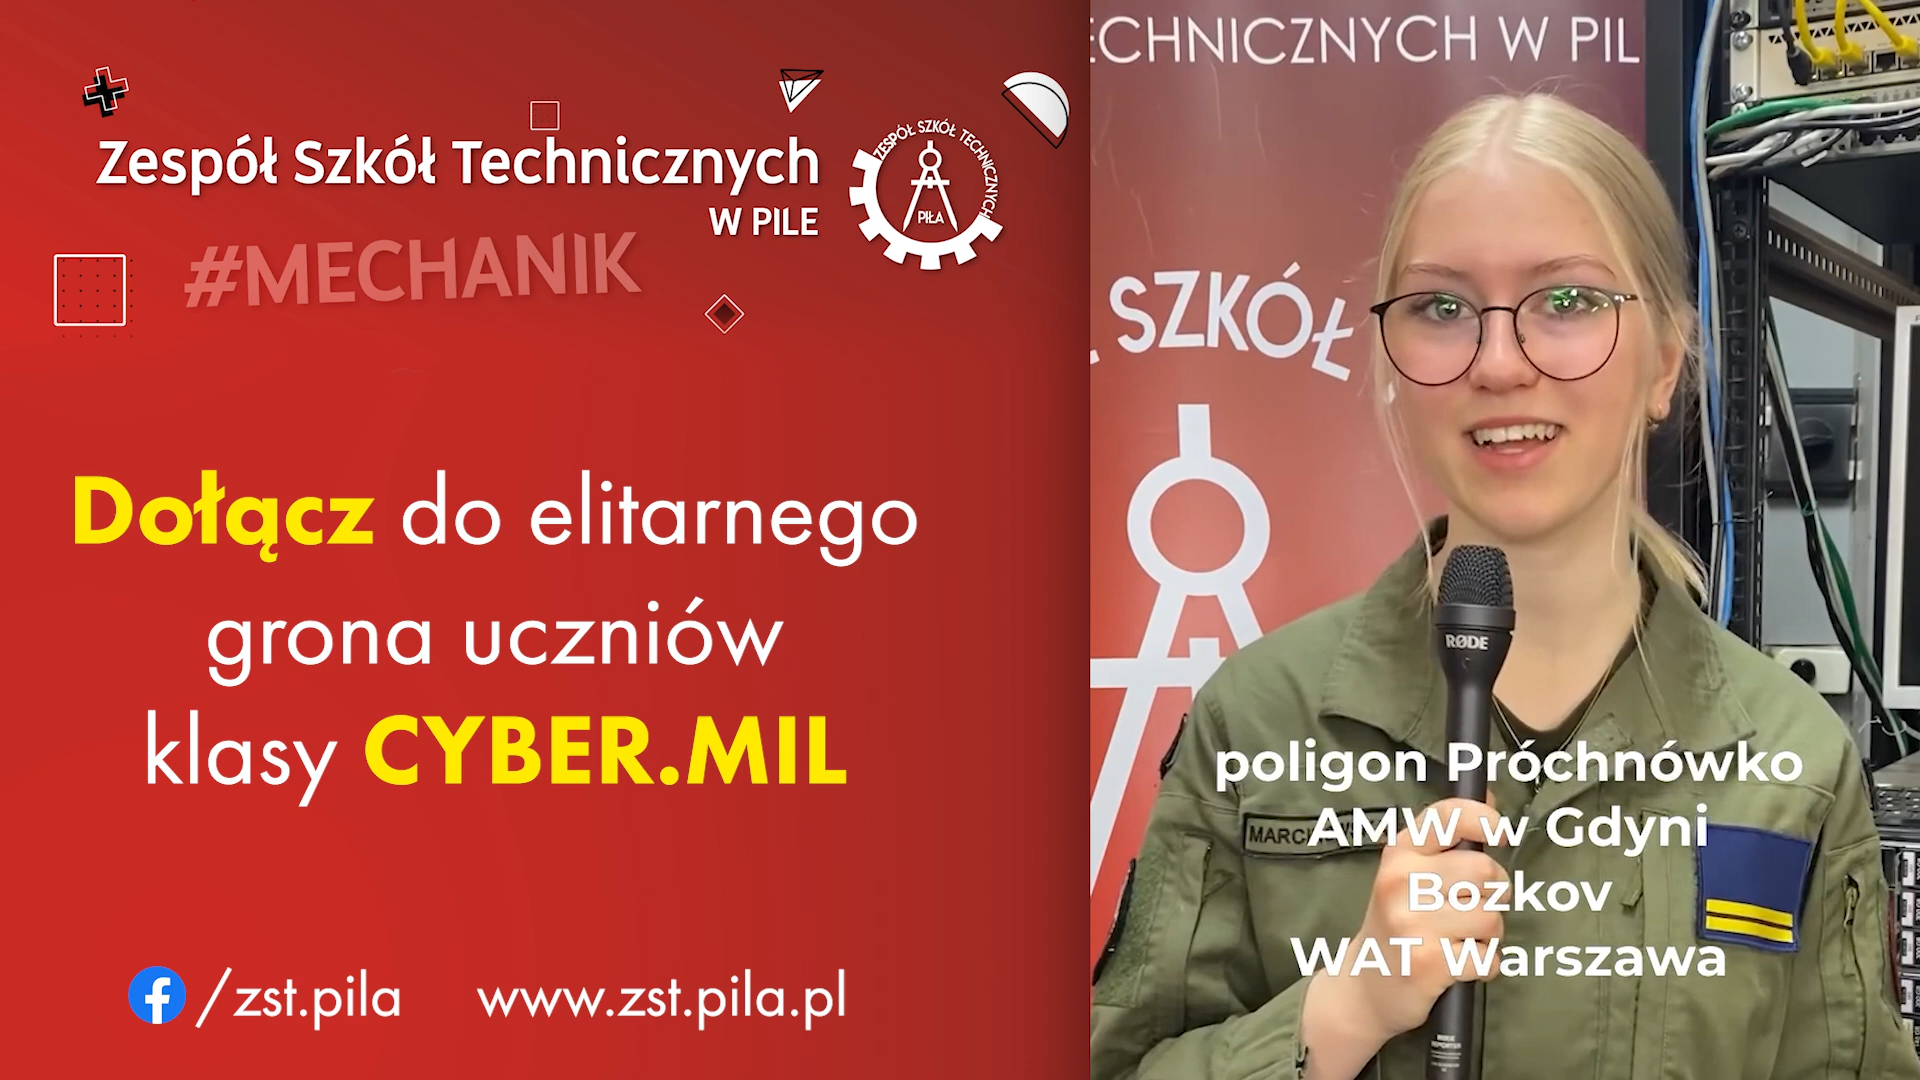 Zespół Szkół Technicznych
W PILE
#MECHANIK
ZESPÓŁ SZKÓŁ TECHNICZNYCH
PIŁA
Dołącz do elitarnego
grona uczniów
klasy CYBER.MIL
/zst.pila
www.zst.pila.pl
ECHNICZNYCH W PIL
SZKÓŁ
RØDE
poligon Próchnówko
AMW w Gdyni
Bozkov
WAT Warszawa